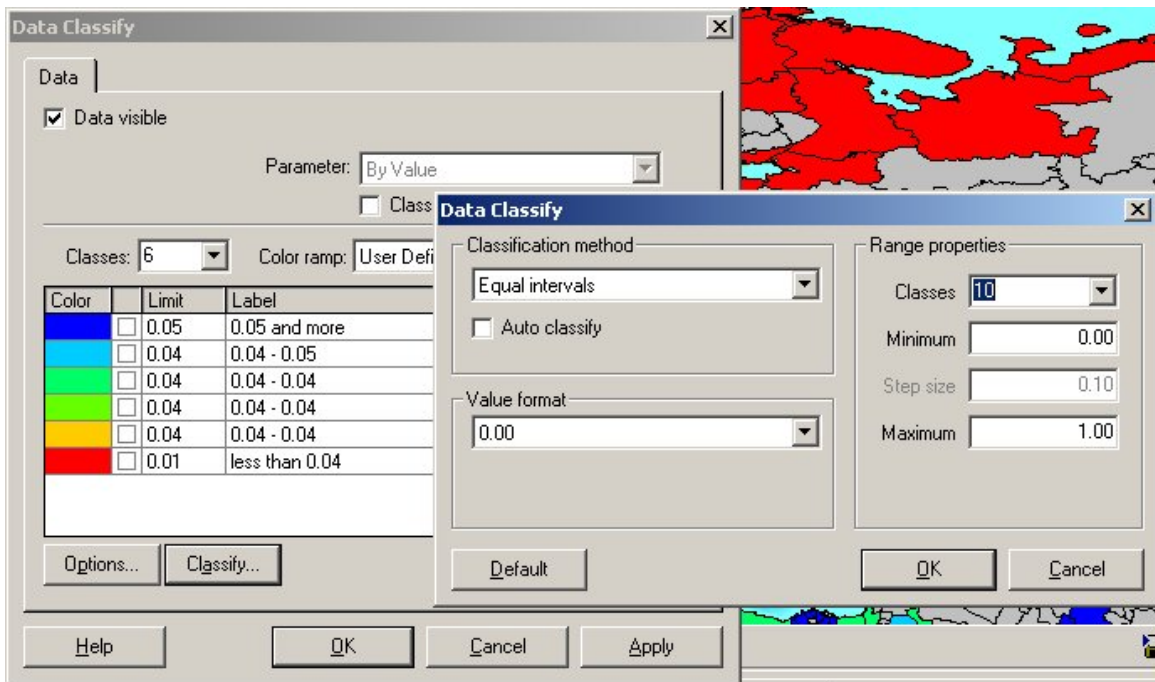 Data Classify
Data
Data visible
Parameter: By Value
Class
Classes: 6 Color ramp: User Defi
Color Limit Label
0.05 0.05 and more
0.04 0.04 - 0.05
0.04 0.04 - 0.04
0.04 0.04 - 0.04
0.04 0.04 - 0.04
0.01 less than 0.04
Options... Classify...
Help OK Cancel Apply
Data Classify
Classification method
Equal intervals
Auto classify
Value format
0.00
Range properties
Classes 10
Minimum 0.00
Step size 0.10
Maximum 1.00
Default OK Cancel